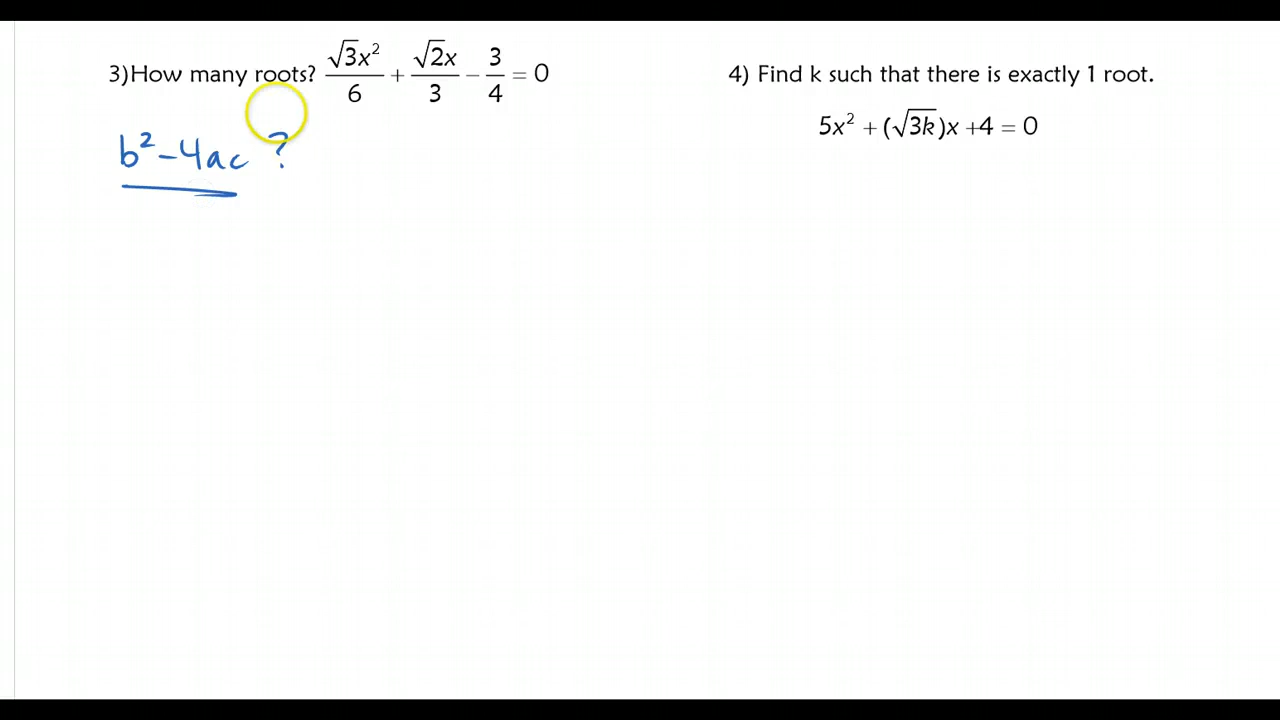 3)How many roots? √3x²/6 + √2x/3 − 3/4 = 0
b² − 4ac ?
4) Find k such that there is exactly 1 root.
5x² + (√3k)x +4 = 0